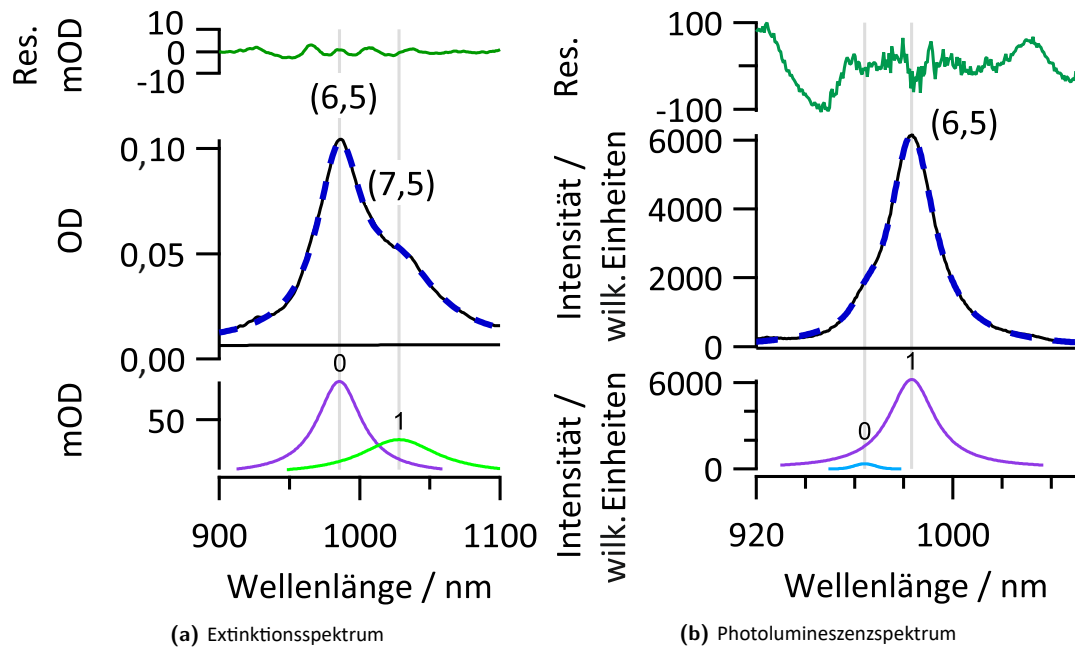 Res.
mOD
10
0
-10
(6,5)
(7,5)
OD
0,10
0,05
0,00
0
1
mOD
50
900
1000
1100
Wellenlänge / nm
(a) Extinktionsspektrum
Res.
100
-100
(6,5)
Intensität /
wilk. Einheiten
6000
4000
2000
0
1
0
Intensität /
wilk. Einheiten
6000
0
920
1000
Wellenlänge / nm
(b) Photolumineszenzspektrum